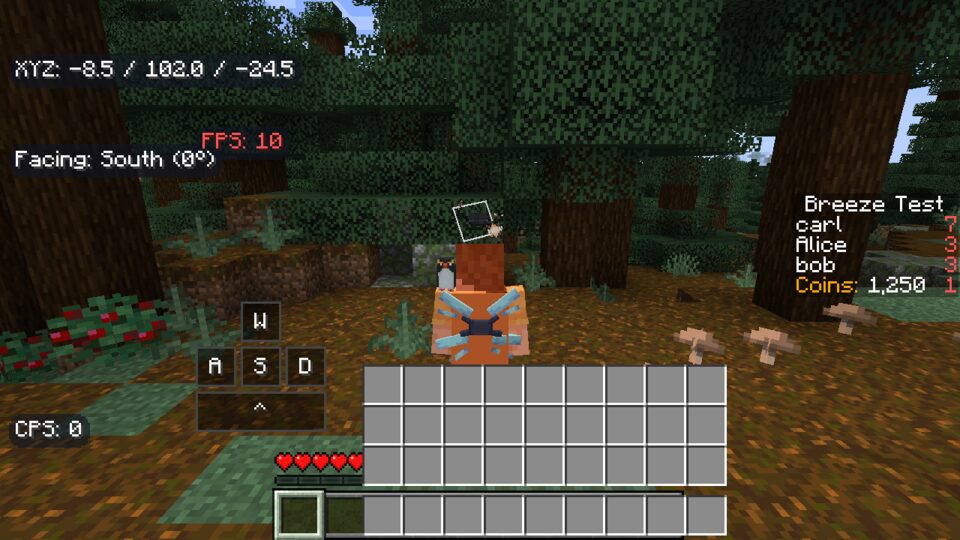 XYZ: -8.5 / 102.0 / -24.5
FPS: 10
Facing: South (0°)
Breeze Test
carl 7
Alice 3
bob 3
Coins: 1,250 1
W
A S D
^
CPS: 0